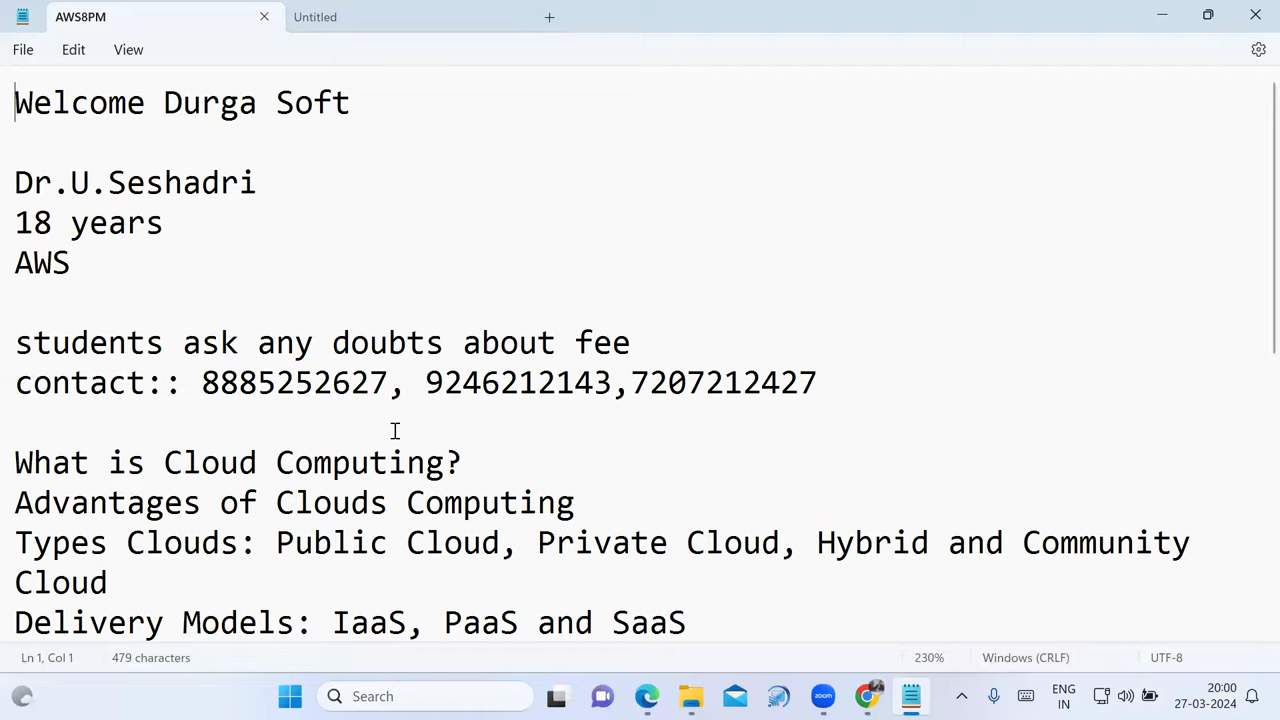 AWS8PM
Untitled
File Edit View
Welcome Durga Soft
Dr.U.Seshadri
18 years
AWS
students ask any doubts about fee
contact:: 8885252627, 9246212143,7207212427
What is Cloud Computing?
Advantages of Clouds Computing
Types Clouds: Public Cloud, Private Cloud, Hybrid and Community
Cloud
Delivery Models: IaaS, PaaS and SaaS
Ln 1, Col 1 479 characters 230% Windows (CRLF) UTF-8
Search
zoom
ENG
IN
20:00
27-03-2024